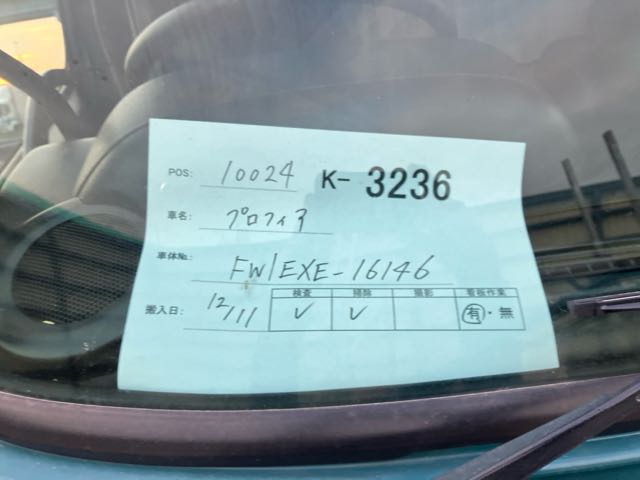 POS: 10024 K- 3236
車名: プロフィア
車体№: FW1EXE-16146
搬入日: 12/11 検査 掃除 撮影 看板作業
✓ ✓ 有・無